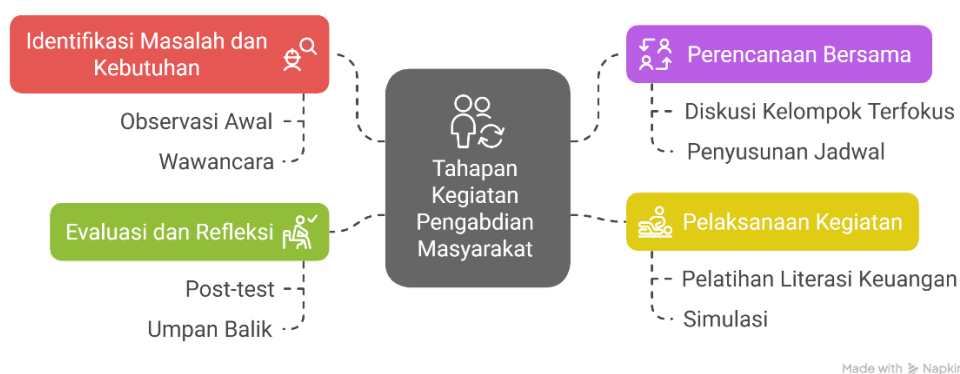 Identifikasi Masalah dan
Kebutuhan
Observasi Awal
Wawancara
Evaluasi dan Refleksi
Post-test
Umpan Balik
Tahapan
Kegiatan
Pengabdian
Masyarakat
Perencanaan Bersama
Diskusi Kelompok Terfokus
Penyusunan Jadwal
Pelaksanaan Kegiatan
Pelatihan Literasi Keuangan
Simulasi
Made with Napkin